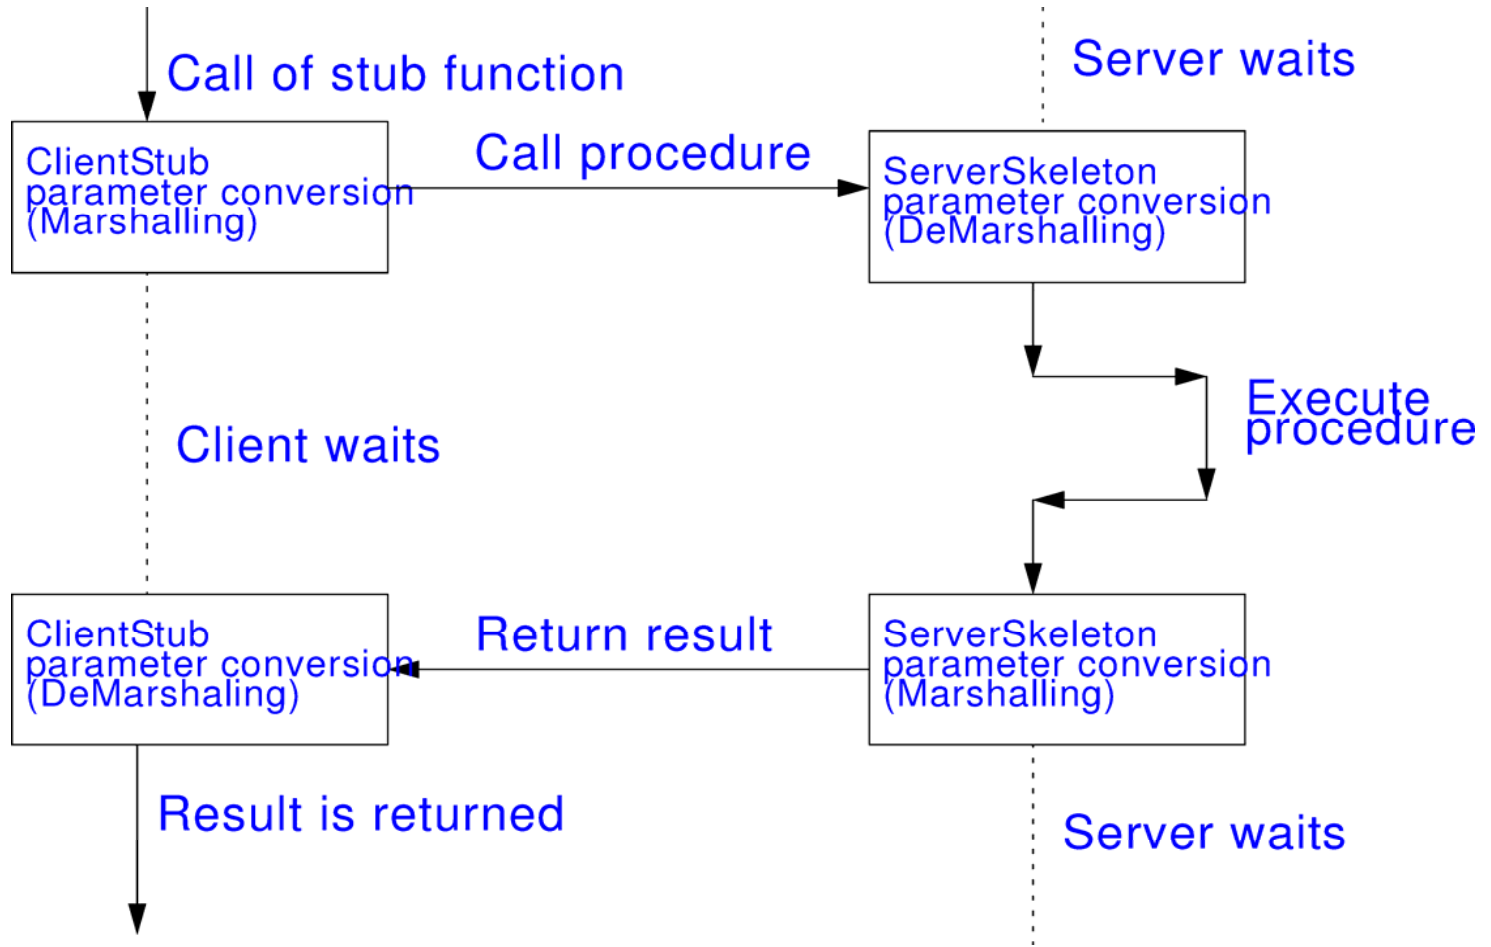 Call of stub function
Server waits
ClientStub
parameter conversion
(Marshalling)
Call procedure
ServerSkeleton
parameter conversion
(DeMarshalling)
Execute
procedure
Client waits
ClientStub
parameter conversion
(DeMarshaling)
Return result
ServerSkeleton
parameter conversion
(Marshalling)
Result is returned
Server waits